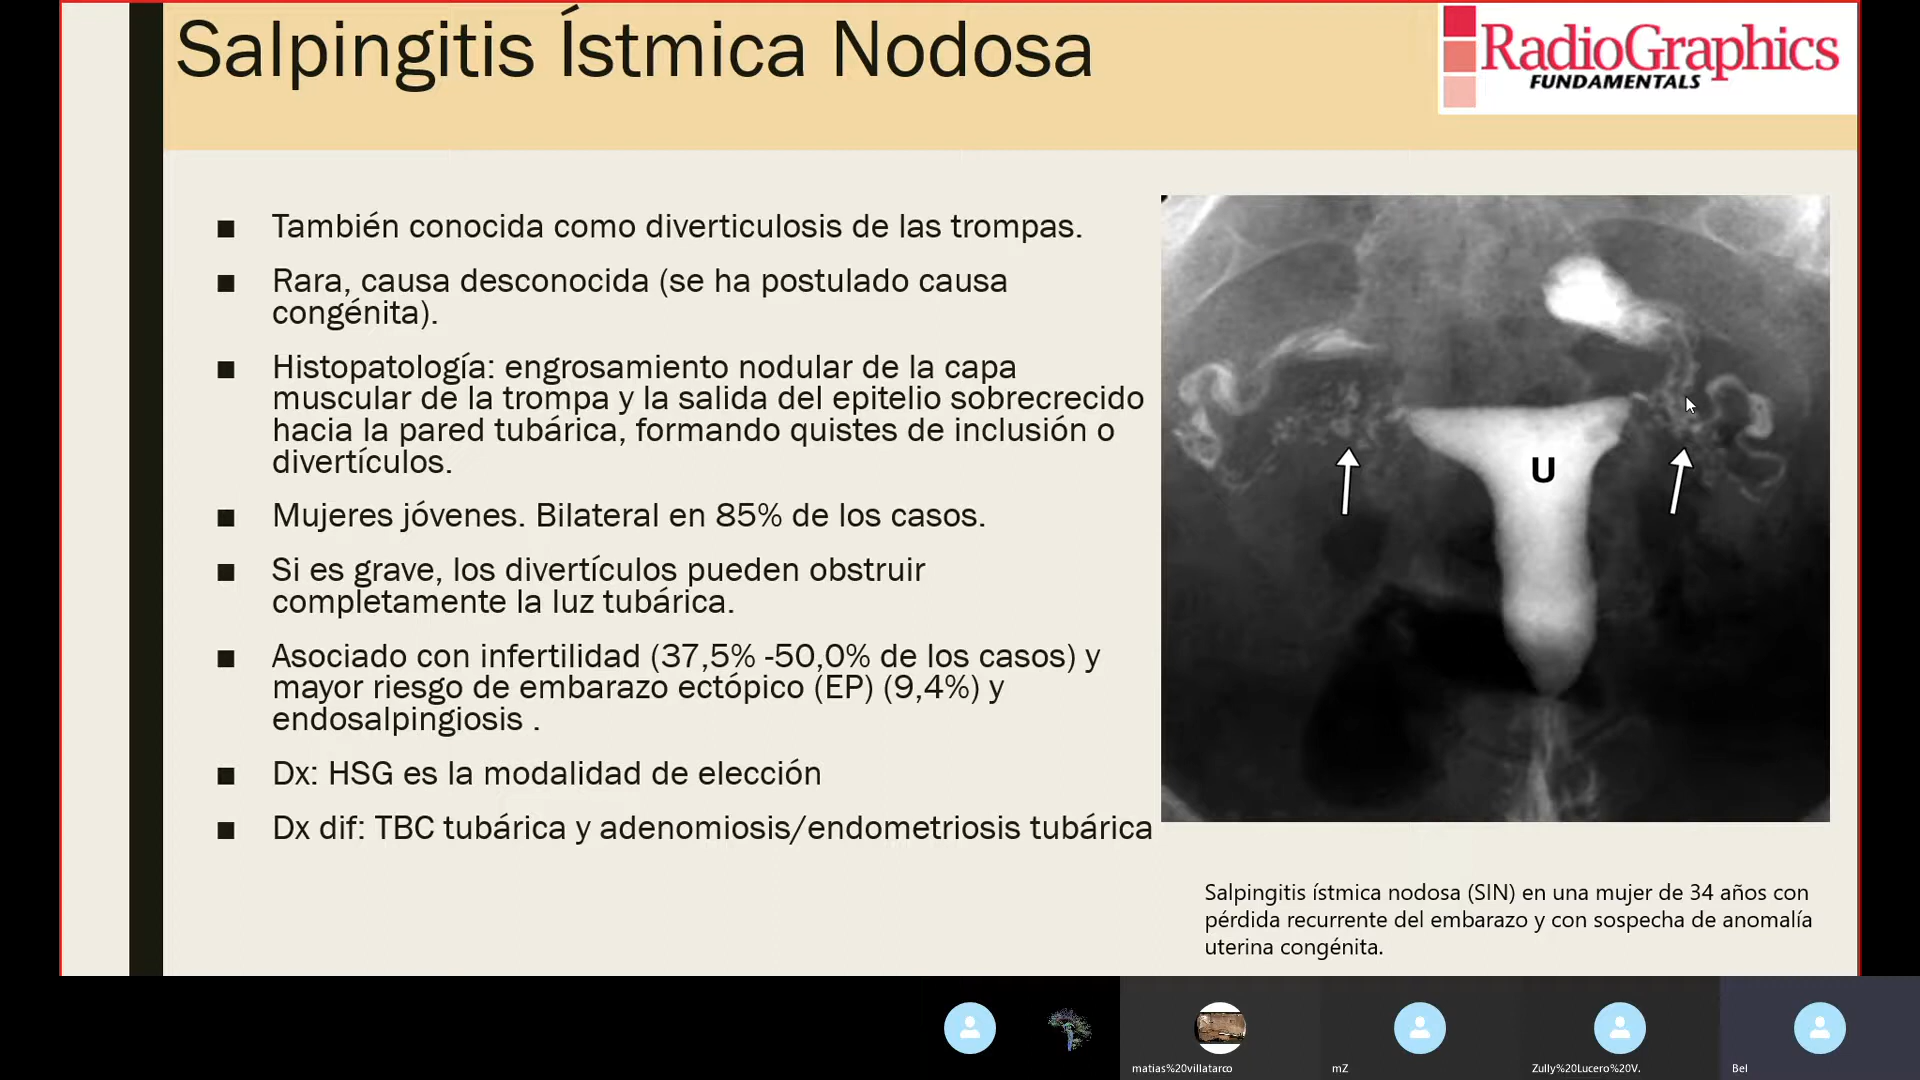 Salpingitis Ístmica Nodosa
RadioGraphics
FUNDAMENTALS
■ También conocida como diverticulosis de las trompas.
■ Rara, causa desconocida (se ha postulado causa
congénita).
■ Histopatología: engrosamiento nodular de la capa
muscular de la trompa y la salida del epitelio sobrecrecido
hacia la pared tubárica, formando quistes de inclusión o
divertículos.
■ Mujeres jóvenes. Bilateral en 85% de los casos.
■ Si es grave, los divertículos pueden obstruir
completamente la luz tubárica.
■ Asociado con infertilidad (37,5% -50,0% de los casos) y
mayor riesgo de embarazo ectópico (EP) (9,4%) y
endosalpingiosis .
■ Dx: HSG es la modalidad de elección
■ Dx dif: TBC tubárica y adenomiosis/endometriosis tubárica
U
Salpingitis ístmica nodosa (SIN) en una mujer de 34 años con
pérdida recurrente del embarazo y con sospecha de anomalía
uterina congénita.
matias%20villatarco
mZ
Zully%20Lucero%20V.
Bel